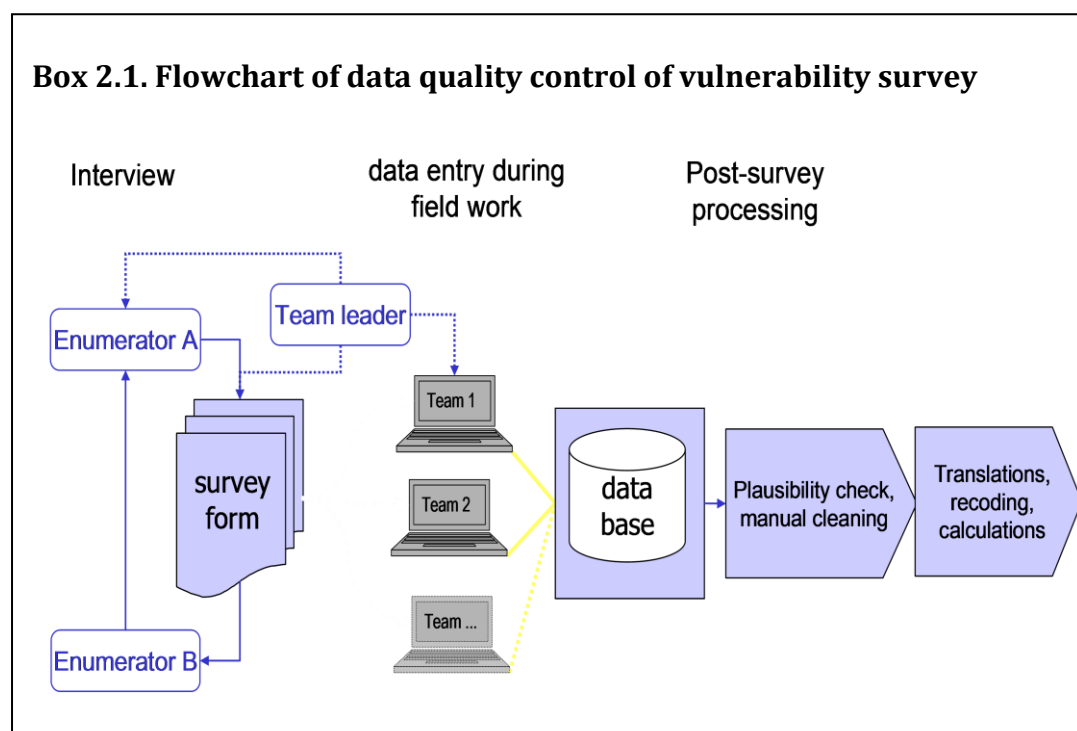 Box 2.1. Flowchart of data quality control of vulnerability survey
Interview
data entry during
field work
Post-survey
processing
Enumerator A
Team leader
survey
form
Enumerator B
Team 1
Team 2
Team ...
data
base
Plausibility check,
manual cleaning
Translations,
recoding,
calculations